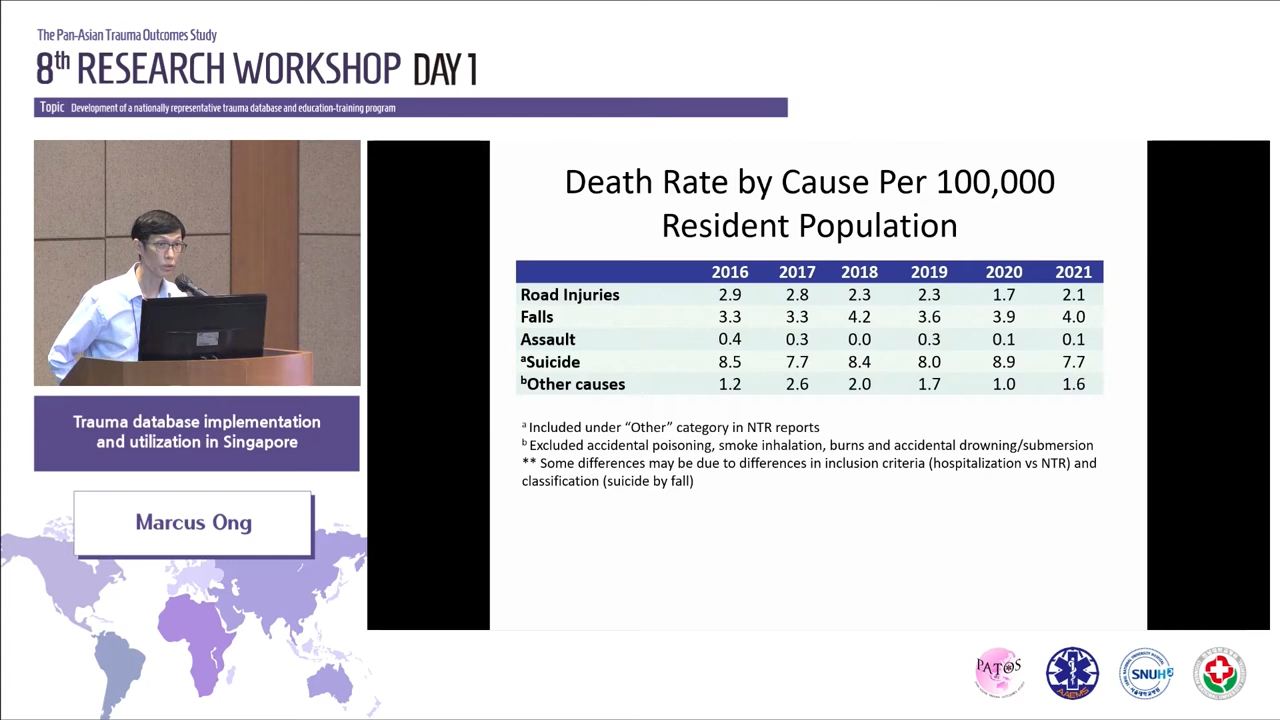 The Pan-Asian Trauma Outcomes Study
8th RESEARCH WORKSHOP DAY 1
Topic Development of a nationally representative trauma database and education-training program
Death Rate by Cause Per 100,000
Resident Population
2016 2017 2018 2019 2020 2021
Road Injuries 2.9 2.8 2.3 2.3 1.7 2.1
Falls 3.3 3.3 4.2 3.6 3.9 4.0
Assault 0.4 0.3 0.0 0.3 0.1 0.1
aSuicide 8.5 7.7 8.4 8.0 8.9 7.7
bOther causes 1.2 2.6 2.0 1.7 1.0 1.6
a Included under “Other” category in NTR reports
b Excluded accidental poisoning, smoke inhalation, burns and accidental drowning/submersion
** Some differences may be due to differences in inclusion criteria (hospitalization vs NTR) and
classification (suicide by fall)
Trauma database implementation
and utilization in Singapore
Marcus Ong
PATOS
AAEMS
SNUH